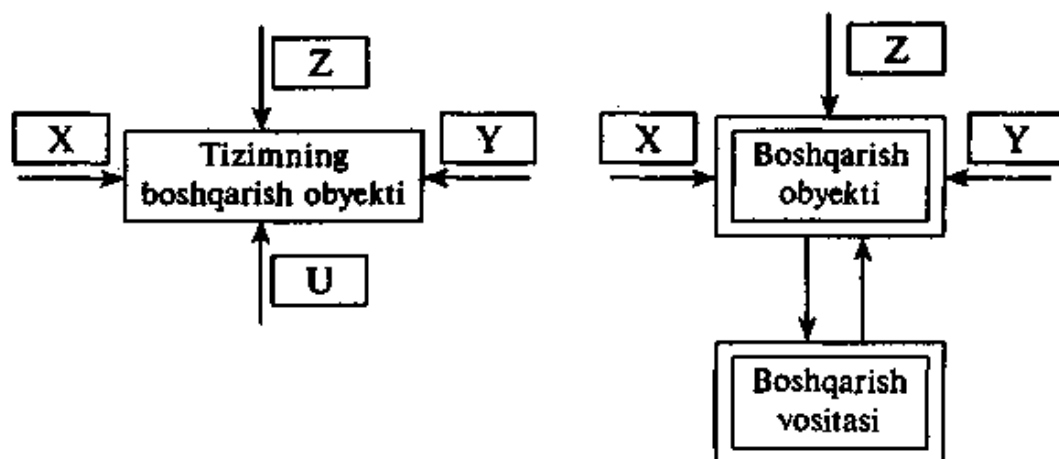 Z
X
Y
Tizimning
boshqarish obyekti
U
Z
X
Y
Boshqarish
obyekti
Boshqarish
vositasi